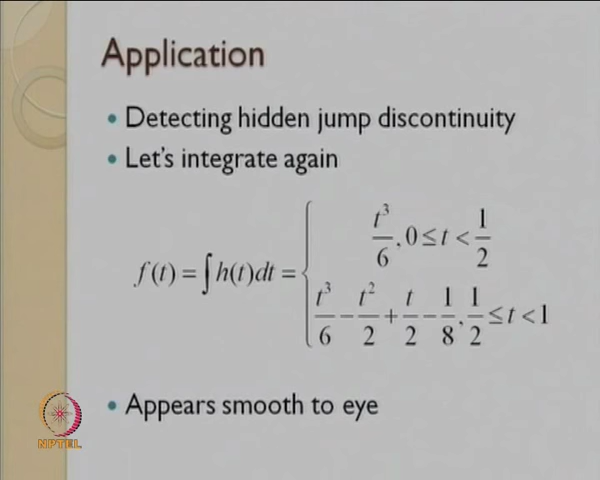 Application
• Detecting hidden jump discontinuity
• Let's integrate again
f(t) = ∫h(t)dt = { t³/6, 0 ≤ t < 1/2
t³/6 − t²/2 + t/2 − 1/8, 1/2 ≤ t < 1
• Appears smooth to eye
NPTEL